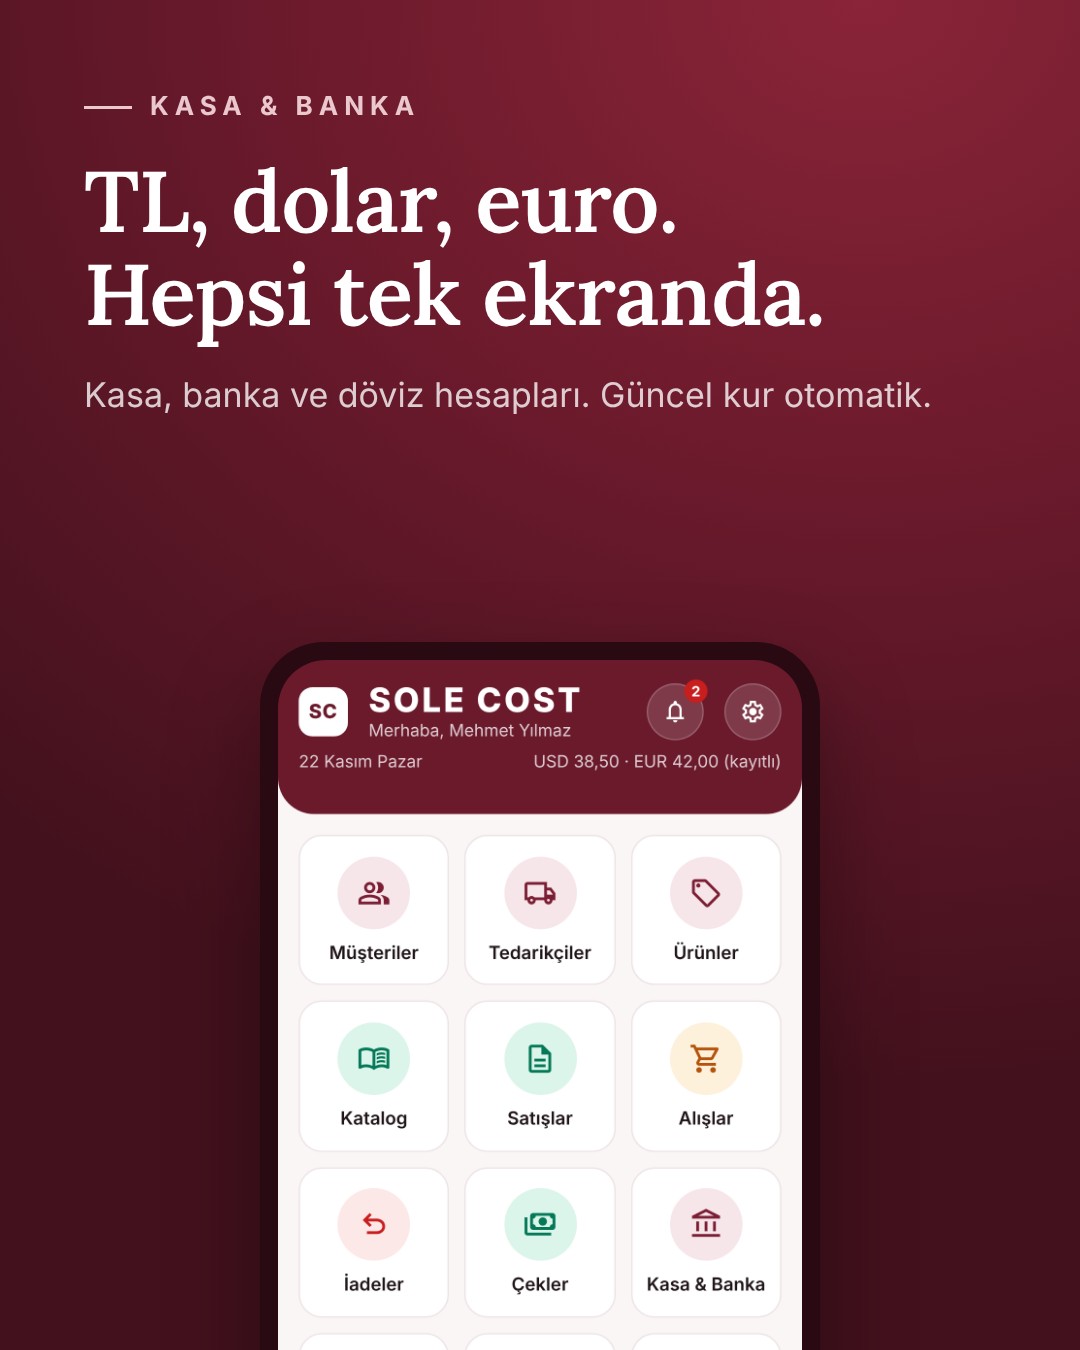 KASA & BANKA
TL, dolar, euro.
Hepsi tek ekranda.
Kasa, banka ve döviz hesapları. Güncel kur otomatik.
SC
SOLE COST
2
Merhaba, Mehmet Yılmaz
22 Kasım Pazar
USD 38,50 · EUR 42,00 (kayıtlı)
Müşteriler
Tedarikçiler
Ürünler
Katalog
Satışlar
Alışlar
İadeler
Çekler
Kasa & Banka